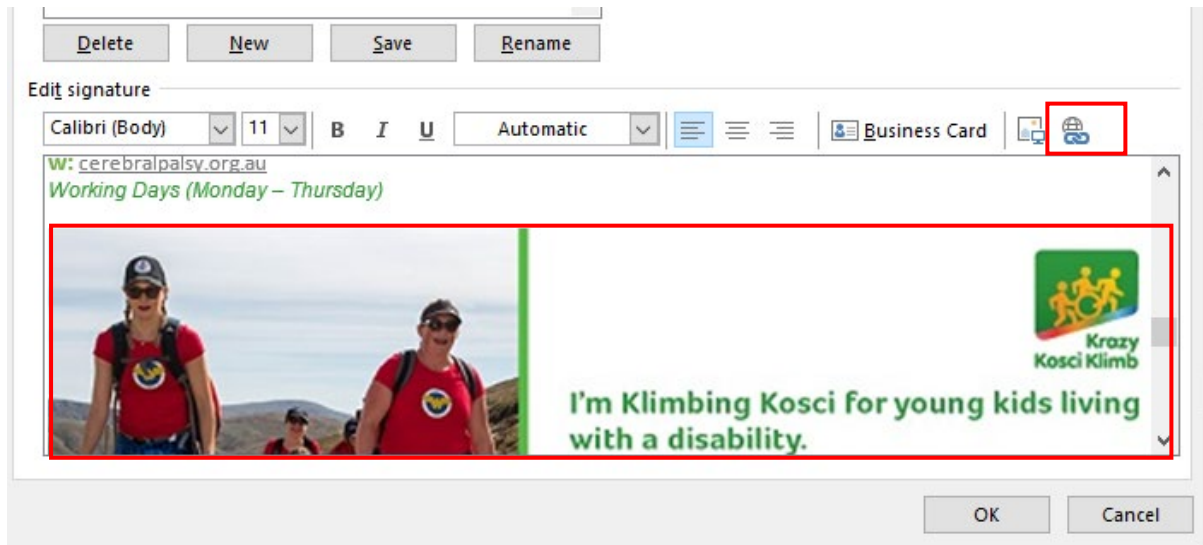 Delete New Save Rename
Edit signature
Calibri (Body) 11 B I U Automatic Business Card
W: cerebralpalsy.org.au
Working Days (Monday – Thursday)
Krazy
Kosci Klimb
I'm Klimbing Kosci for young kids living
with a disability.
OK Cancel